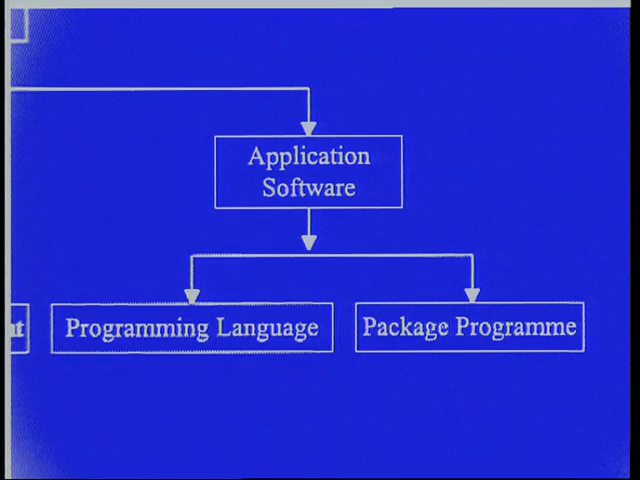 Application
Software
Programming Language
Package Programme